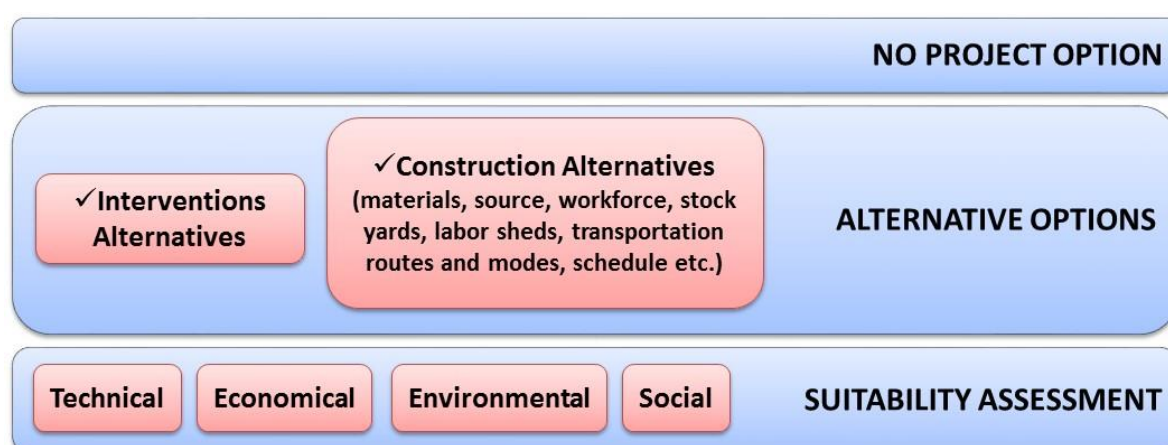 NO PROJECT OPTION
✓Interventions
Alternatives
✓Construction Alternatives
(materials, source, workforce, stock
yards, labor sheds, transportation
routes and modes, schedule etc.)
ALTERNATIVE OPTIONS
Technical
Economical
Environmental
Social
SUITABILITY ASSESSMENT